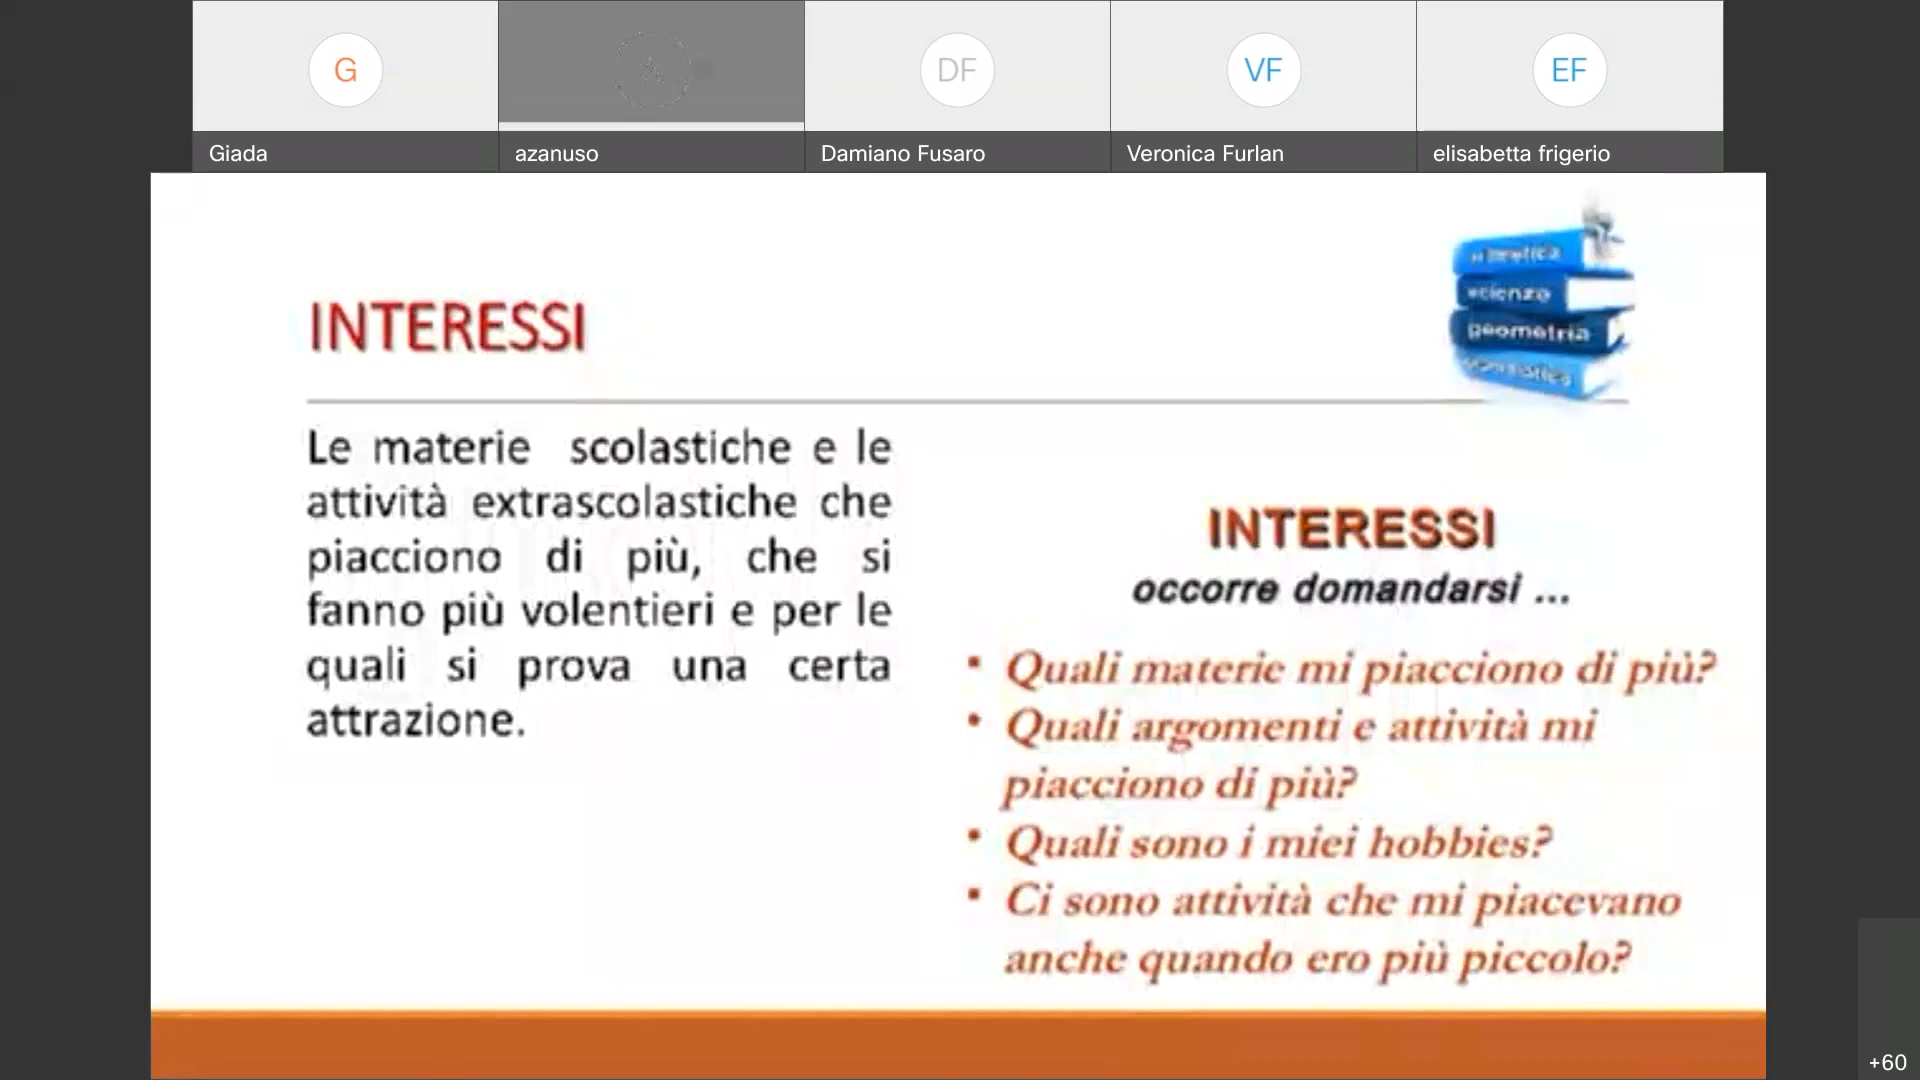 G
DF
VF
EF
Giada
azanuso
Damiano Fusaro
Veronica Furlan
elisabetta frigerio
scienze
geometria
INTERESSI
Le materie scolastiche e le
attività extrascolastiche che
piacciono di più, che si
fanno più volentieri e per le
quali si prova una certa
attrazione.
INTERESSI
occorre domandarsi ...
• Quali materie mi piacciono di più?
• Quali argomenti e attività mi
piacciono di più?
• Quali sono i miei hobbies?
• Ci sono attività che mi piacevano
anche quando ero più piccolo?
+60